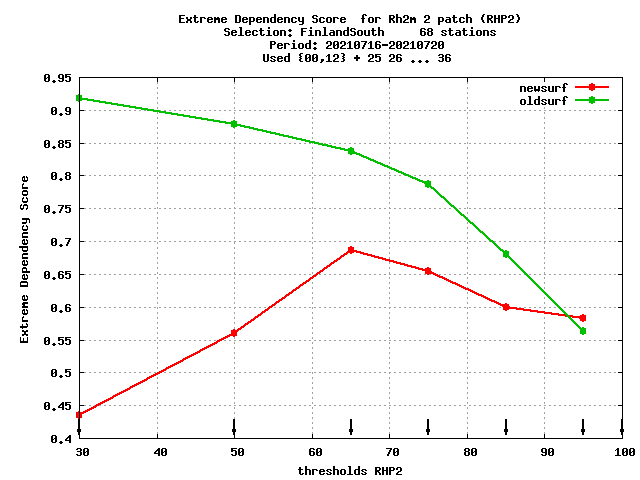 Extreme Dependency Score  for Rh2m 2 patch (RHP2)
Selection: FinlandSouth     68 stations
Period: 20210716-20210720
Used {00,12} + 25 26 ... 36
newsurf
oldsurf
0.95
0.9
0.85
0.8
0.75
0.7
0.65
0.6
0.55
0.5
0.45
0.4
Extreme Dependency Score
30 40 50 60 70 80 90 100
thresholds RHP2